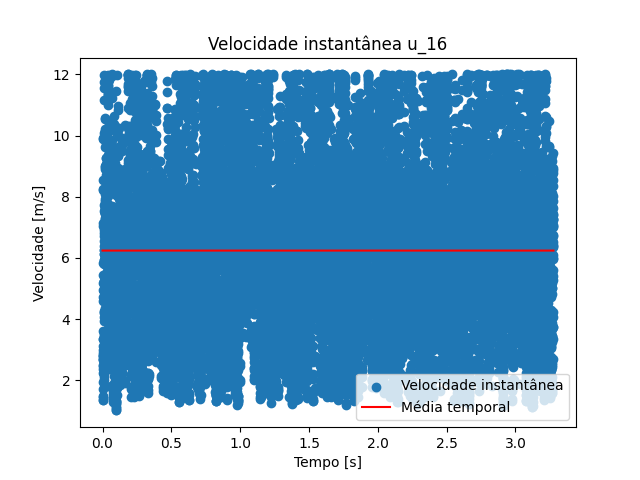 Velocidade instantânea u_16
Velocidade [m/s]
12
10
8
6
4
2
0.0 0.5 1.0 1.5 2.0 2.5 3.0
Tempo [s]
Velocidade instantânea
Média temporal